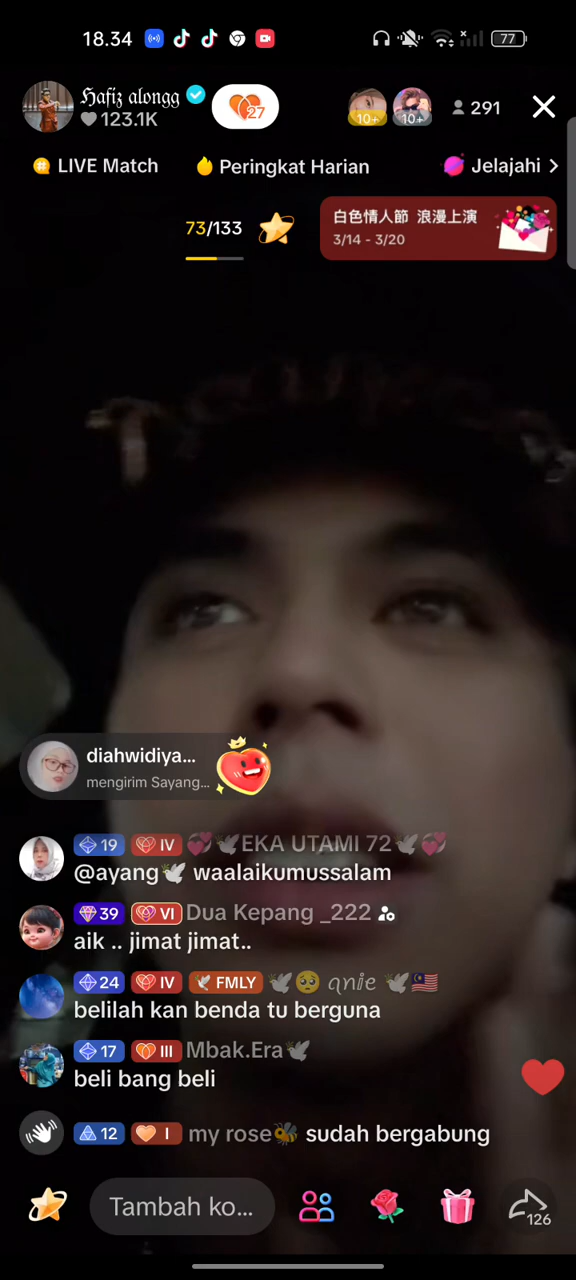 18.34
77
Hafiz alongg
123.1K
27
10+
10+
291
LIVE Match
Peringkat Harian
Jelajahi
73/133
白色情人節 浪漫上演
3/14 - 3/20
diahwidiya...
mengirim Sayang...
19 IV EKA UTAMI 72
@ayang waalaikumussalam
39 VI Dua Kepang _222
aik .. jimat jimat..
24 IV FMLY qnie
belilah kan benda tu berguna
17 III Mbak.Era
beli bang beli
12 I my rose sudah bergabung
Tambah ko...
126